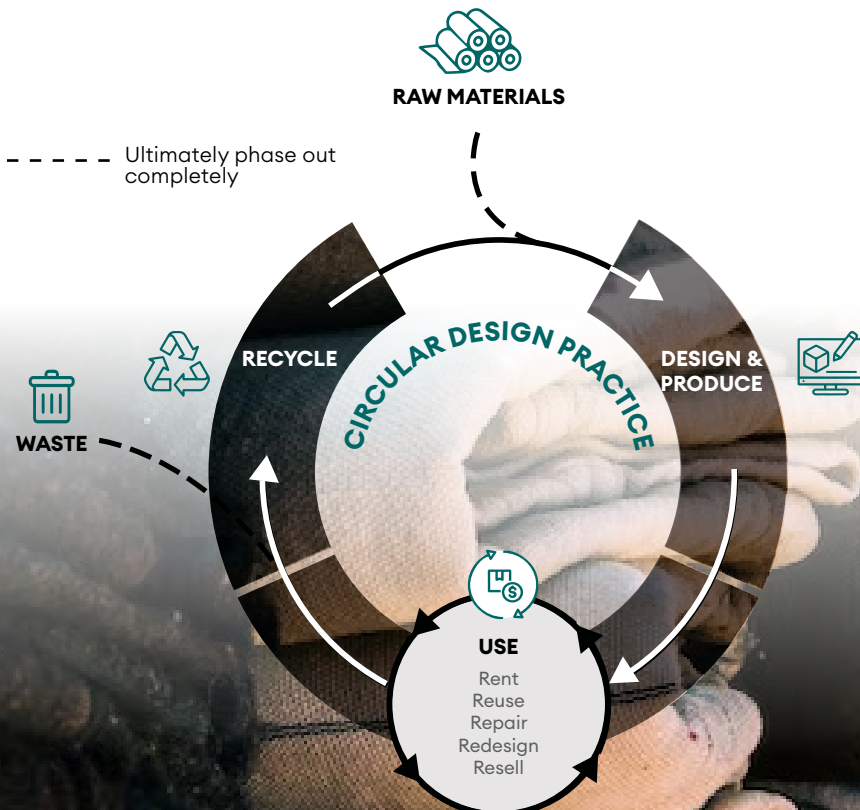 RAW MATERIALS
Ultimately phase out
completely
CIRCULAR DESIGN PRACTICE
RECYCLE
DESIGN &
PRODUCE
WASTE
$
USE
Rent
Reuse
Repair
Redesign
Resell